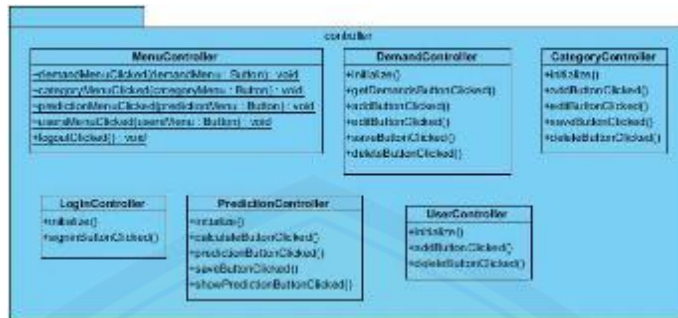 controller
MenuController
+demandMenuClicked(demandMenu : Button) : void
+categoryMenuClicked(categoryMenu : Button) : void
+predictionMenuClicked(predictionMenu : Button) : void
+usersMenuClicked(usersMenu : Button) : void
+logoutClicked() : void
DemandController
+initialize()
+getDemandsButtonClicked()
+addButtonClicked()
+editButtonClicked()
+saveButtonClicked()
+deleteButtonClicked()
CategoryController
+initialize()
+addButtonClicked()
+editButtonClicked()
+saveButtonClicked()
+deleteButtonClicked()
LoginController
+initialize()
+signInButtonClicked()
PredictionController
+initialize()
+calculateButtonClicked()
+predictionButtonClicked()
+saveButtonClicked()
+showPredictionButtonClicked()
UserController
+initialize()
+addButtonClicked()
+deleteButtonClicked()